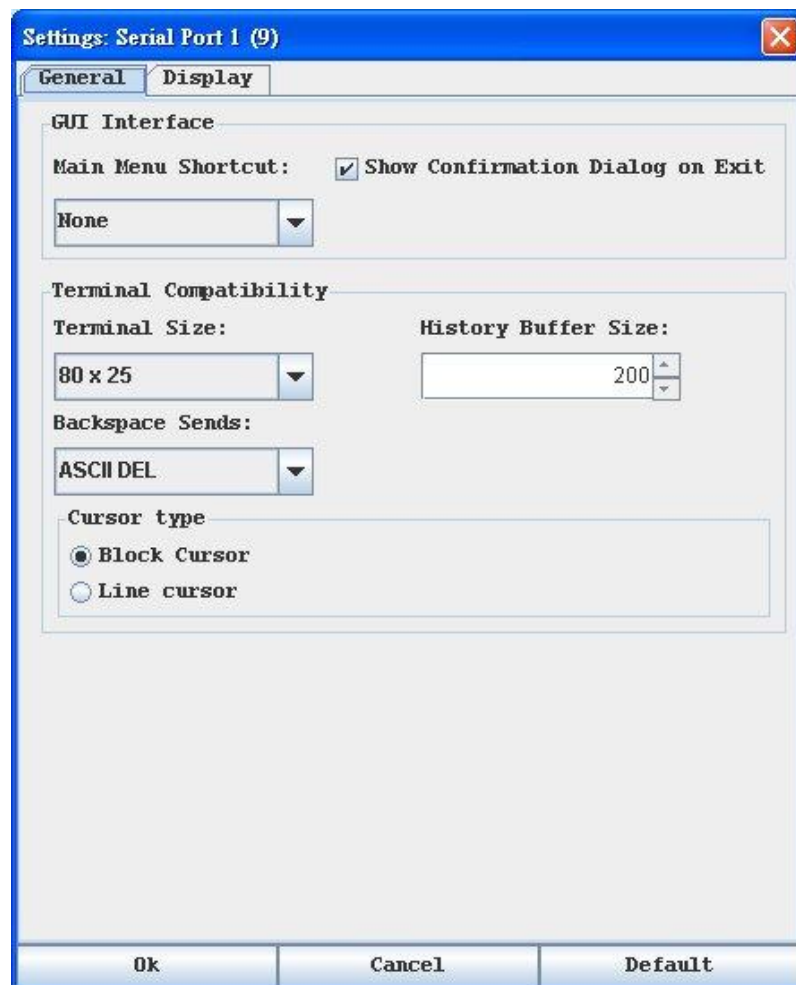 Settings: Serial Port 1 (9)
General Display
GUI Interface
Main Menu Shortcut: Show Confirmation Dialog on Exit
None
Terminal Compatibility
Terminal Size: History Buffer Size:
80 x 25 200
Backspace Sends:
ASCII DEL
Cursor type
Block Cursor
Line cursor
Ok Cancel Default